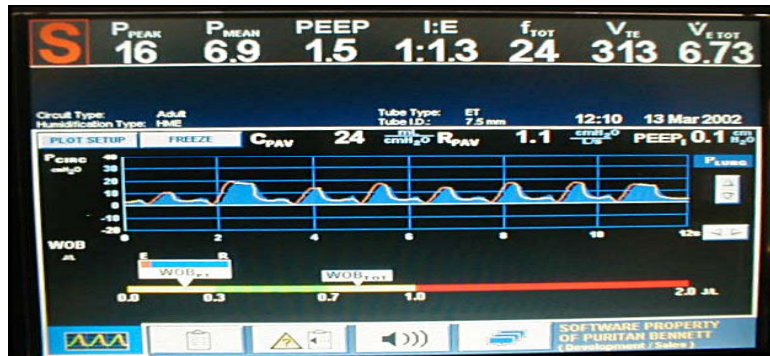 S
PPEAK PMEAN PEEP I:E fTOT VTE V̇E TOT
16 6.9 1.5 1:1.3 24 313 6.73
Circuit Type: Adult Tube Type: ET
Humidification Type: HME Tube I.D.: 7.5 mm 12:10 13 Mar 2002
PLOT SETUP FREEZE CPAV 24 mL cmH2O RPAV 1.1 cmH2O L/s PEEPI 0.1 cm H2O
PCIRC cmH2O 40 PLUNG
30
20
10
0
-10
-20
0 2 4 6 8 10 12s
WOB
J/L
E R
WOBPT WOBTOT
0.0 0.3 0.7 1.0 2.0 J/L
SOFTWARE PROPERTY
OF PURITAN BENNETT
(Development / Sales)